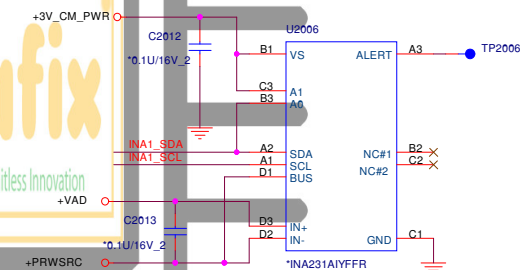 +3V_CM_PWR
U2006
C2012
*0.1U/16V_2
B1 VS ALERT A3 TP2006
C3 A1
B3 A0
INA1_SDA A2 SDA NC#1 B2
INA1_SCL A1 SCL NC#2 C2
D1 BUS
fix
itless Innovation
+VAD
C2013
*0.1U/16V_2
D3 IN+
D2 IN- GND C1
+PRWSRC
*INA231AIYFFR